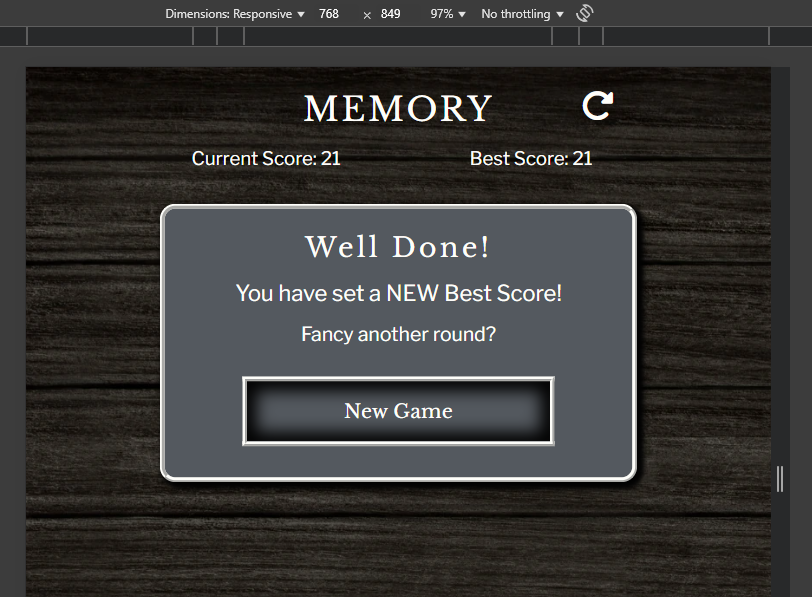 Dimensions: Responsive 768 x 849 97% No throttling
MEMORY
Current Score: 21 Best Score: 21
Well Done!
You have set a NEW Best Score!
Fancy another round?
New Game